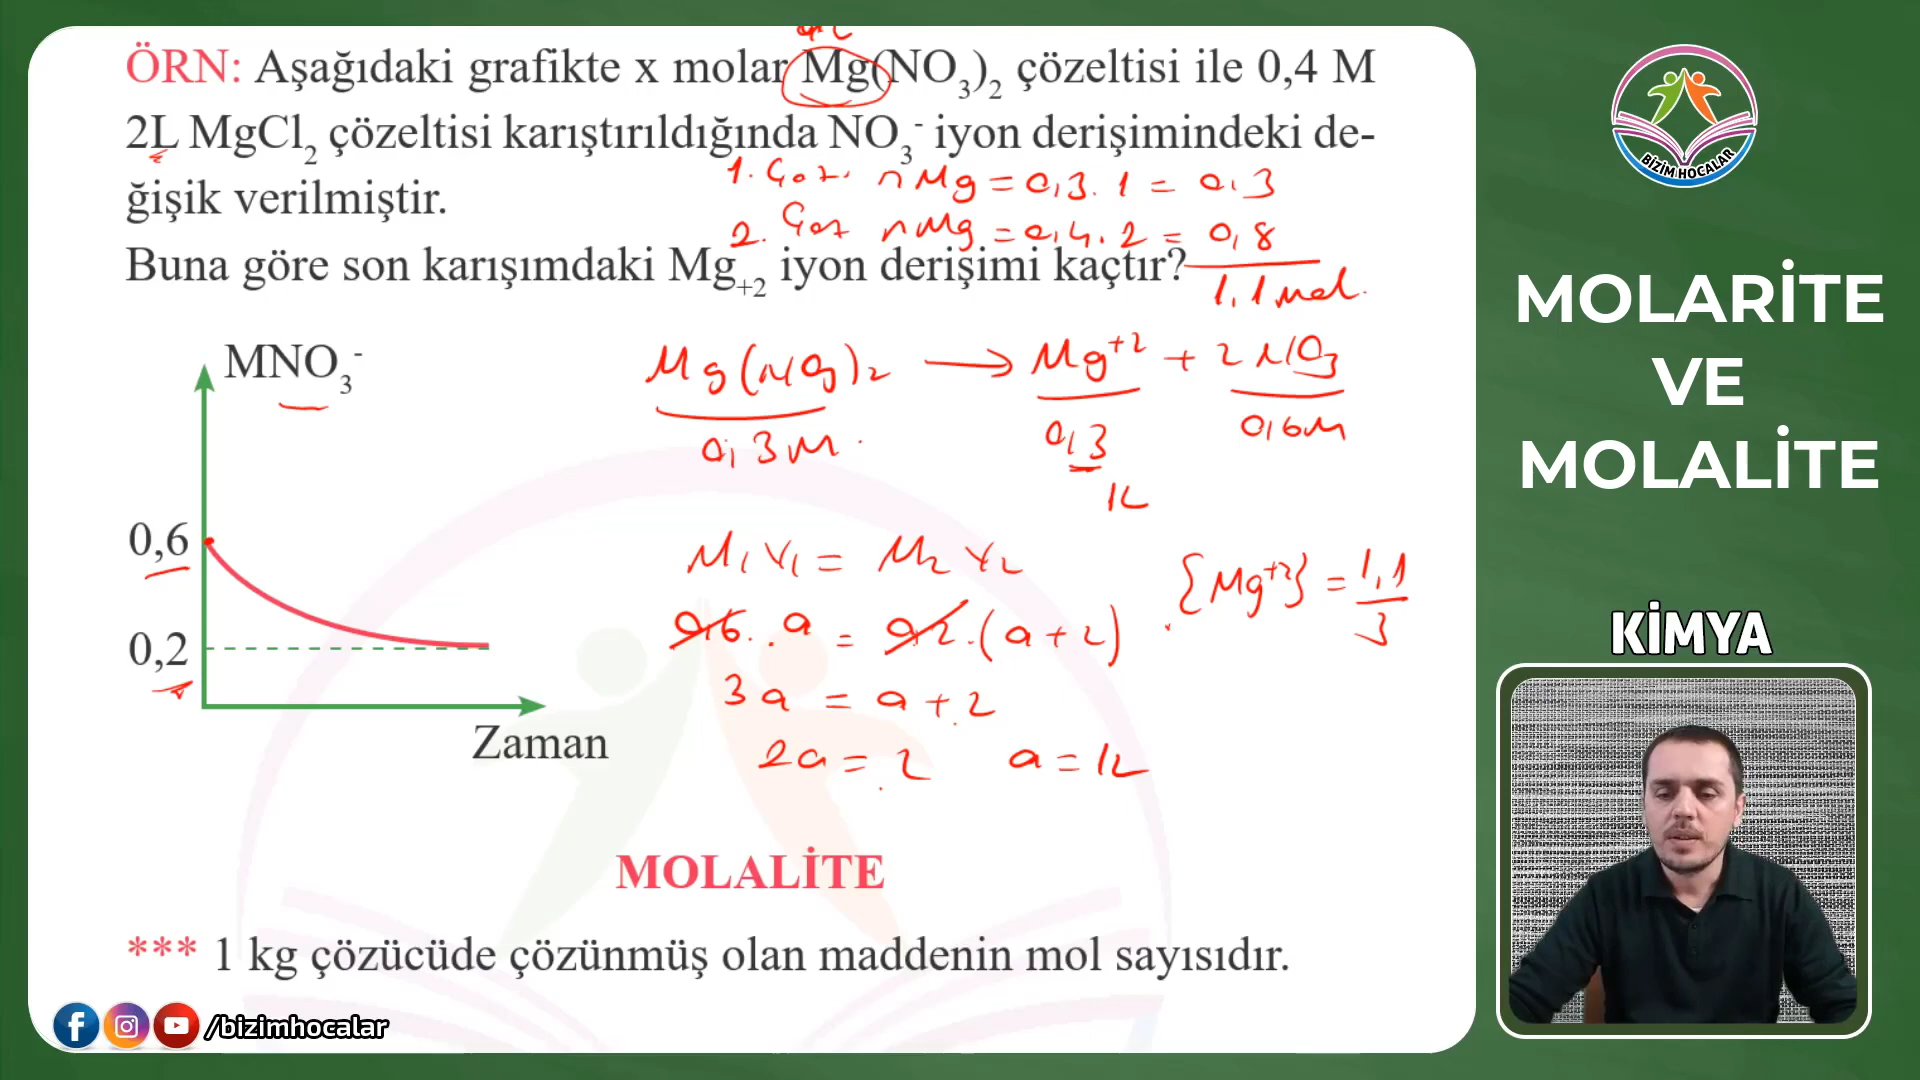 ÖRN: Aşağıdaki grafikte x molar Mg(NO₃)₂ çözeltisi ile 0,4 M
2L MgCl₂ çözeltisi karıştırıldığında NO₃⁻ iyon derişimindeki de-
ğişik verilmiştir.
1. Çöz. nMg = 0,3 . 1 = 0,3
2. Çöz nMg = 0,4 . 2 = 0,8
Buna göre son karışımdaki Mg₊₂ iyon derişimi kaçtır?
1,1 mol.
MNO₃⁻
0,6
0,2
Zaman
Mg(NO₃)₂ → Mg⁺² + 2 NO₃
0,3M 0,3 0,6M
1L
M₁V₁ = M₂V₂
0,6 . a = 0,2 . (a + 2)
3a = a + 2
2a = 2 a = 1L
{Mg⁺²} = 1,1 / 3
MOLALİTE
*** 1 kg çözücüde çözünmüş olan maddenin mol sayısıdır.
/bizimhocalar
BİZİM HOCALAR
MOLARİTE
VE
MOLALİTE
KİMYA